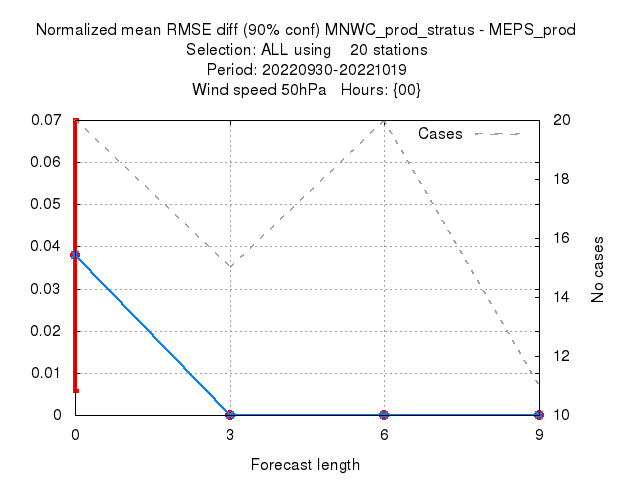 Normalized mean RMSE diff (90% conf) MNWC_prod_stratus - MEPS_prod
Selection: ALL using 20 stations
Period: 20220930-20221019
Wind speed 50hPa Hours: {00}
0.07
0.06
0.05
0.04
0.03
0.02
0.01
0
Cases
20
18
16
14
12
10
No cases
0 3 6 9
Forecast length